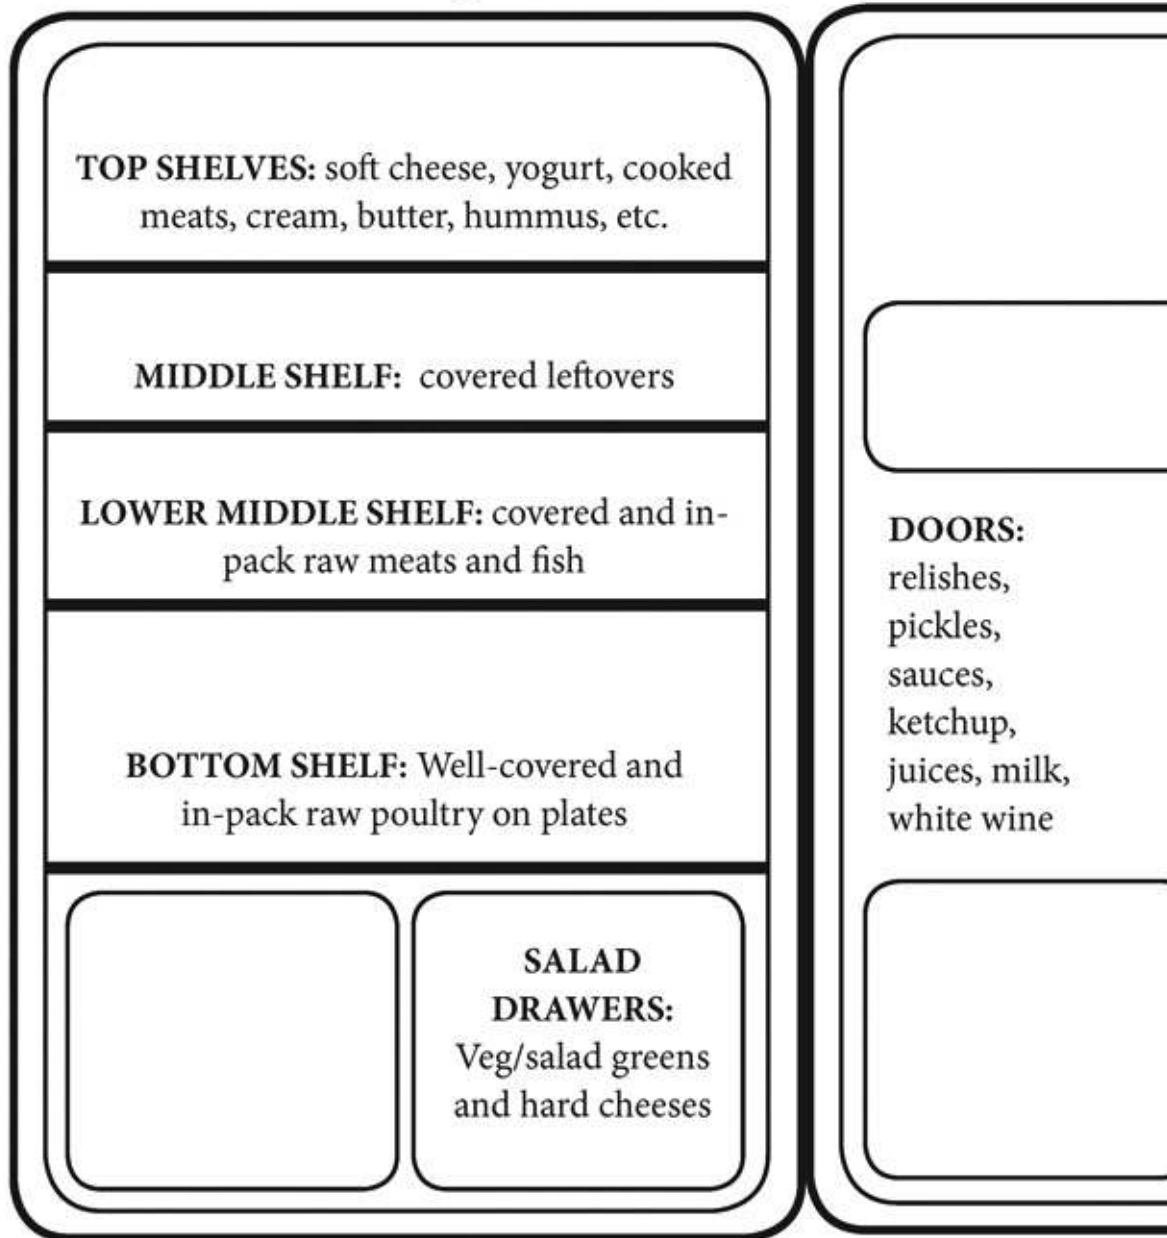 TOP SHELVES: soft cheese, yogurt, cooked
meats, cream, butter, hummus, etc.
MIDDLE SHELF: covered leftovers
LOWER MIDDLE SHELF: covered and in-
pack raw meats and fish
BOTTOM SHELF: Well-covered and
in-pack raw poultry on plates
SALAD
DRAWERS:
Veg/salad greens
and hard cheeses
DOORS:
relishes,
pickles,
sauces,
ketchup,
juices, milk,
white wine